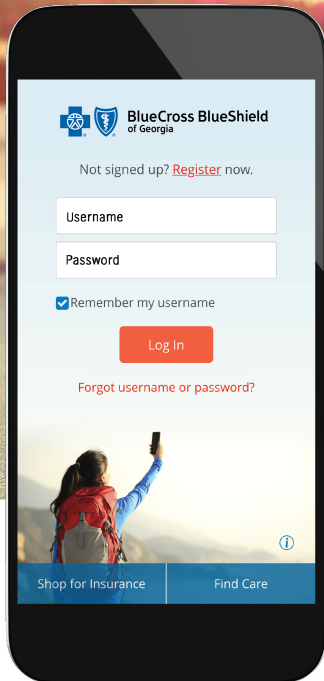 BlueCross BlueShield
of Georgia
Not signed up? Register now.
Username
Password
Remember my username
Log In
Forgot username or password?
i
Shop for Insurance Find Care